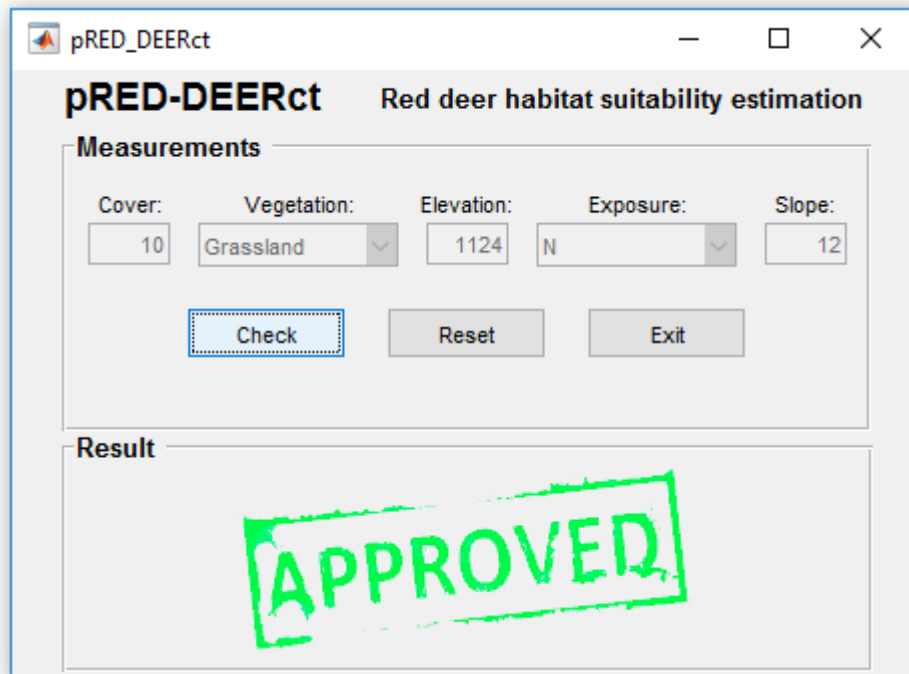 pRED_DEERct
pRED-DEERct Red deer habitat suitability estimation
Measurements
Cover: Vegetation: Elevation: Exposure: Slope:
10 Grassland 1124 N 12
Check Reset Exit
Result
APPROVED